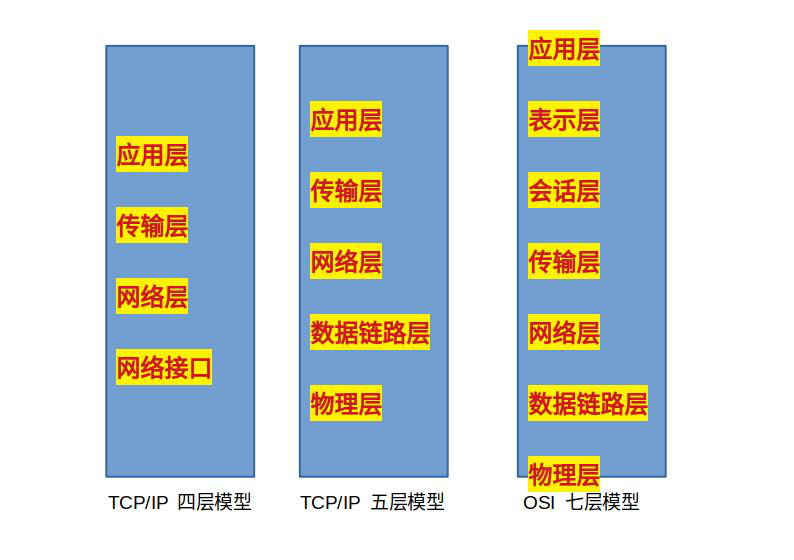 应用层
传输层
网络层
网络接口
TCP/IP 四层模型
应用层
传输层
网络层
数据链路层
物理层
TCP/IP 五层模型
应用层
表示层
会话层
传输层
网络层
数据链路层
物理层
OSI 七层模型